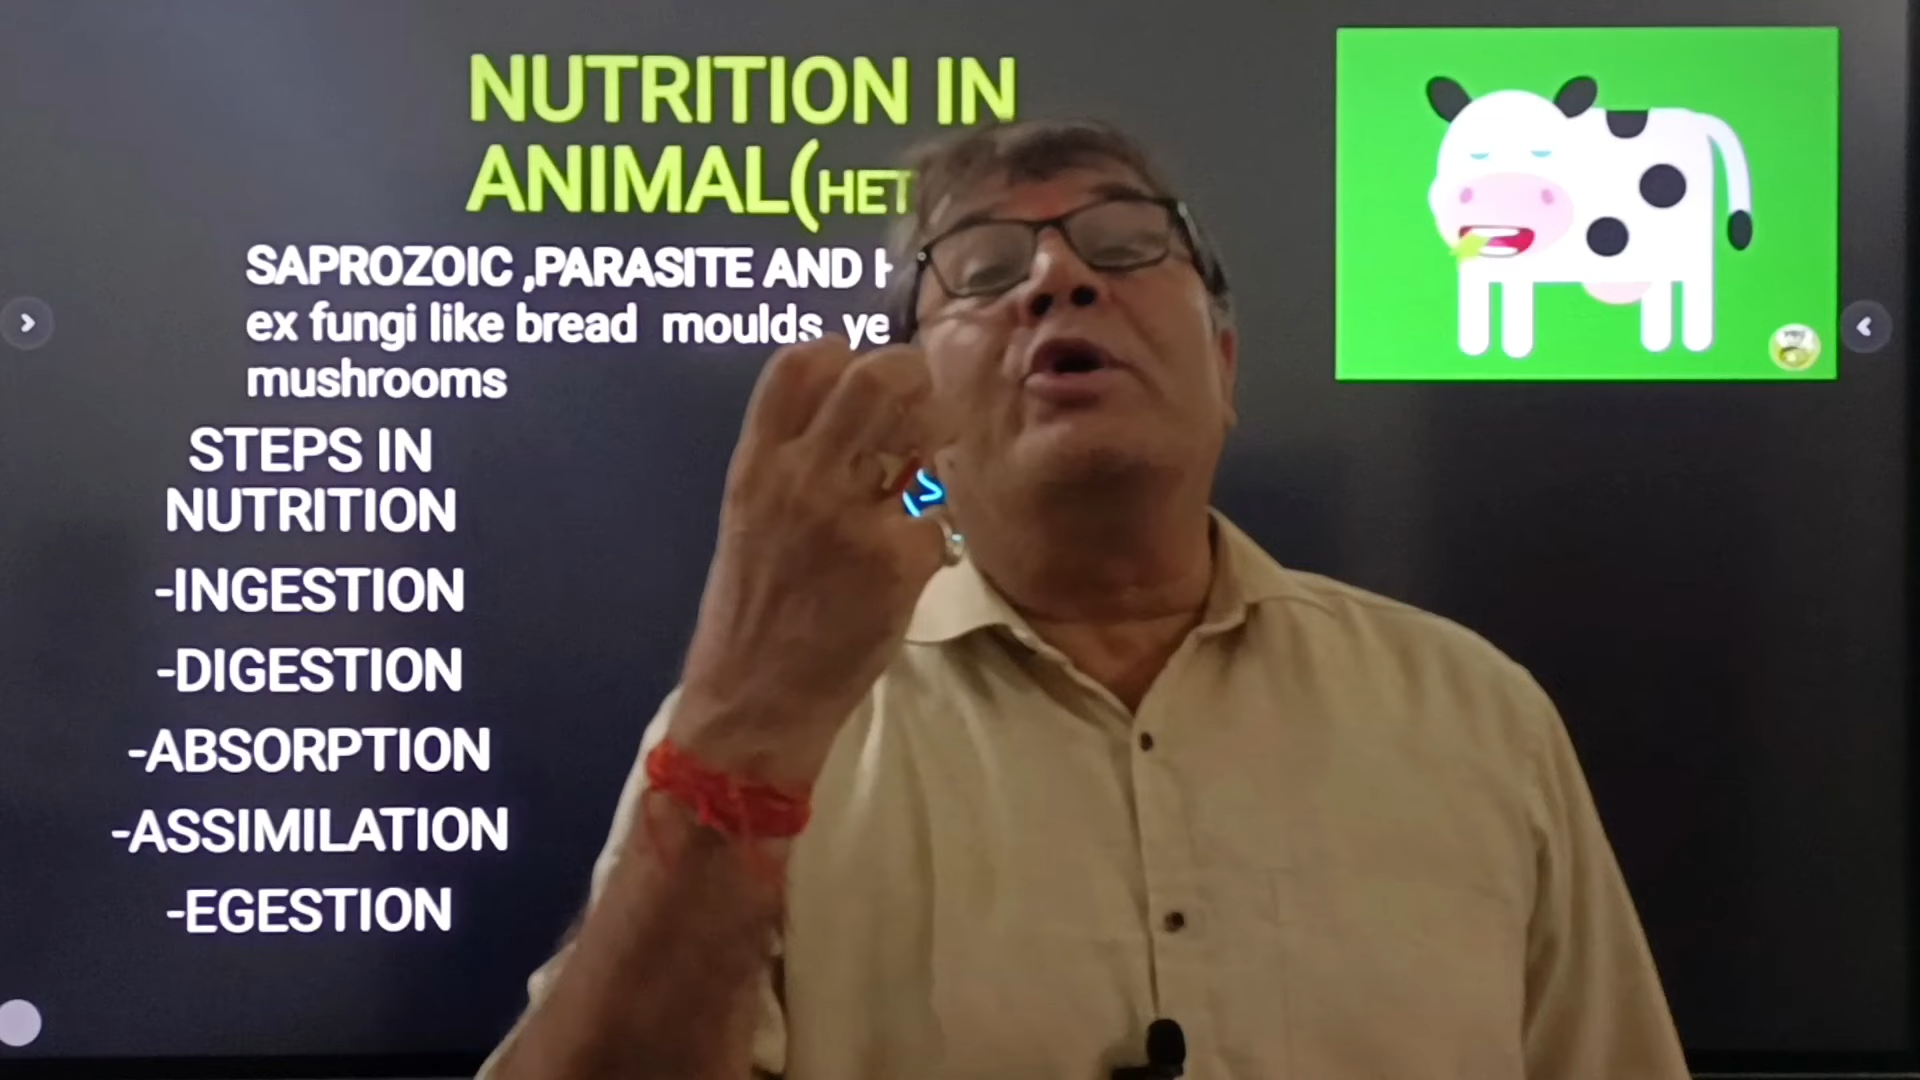 NUTRITION IN
ANIMAL(HET
SAPROZOIC ,PARASITE AND
ex fungi like bread moulds
mushrooms
STEPS IN
NUTRITION
-INGESTION
-DIGESTION
-ABSORPTION
-ASSIMILATION
-EGESTION